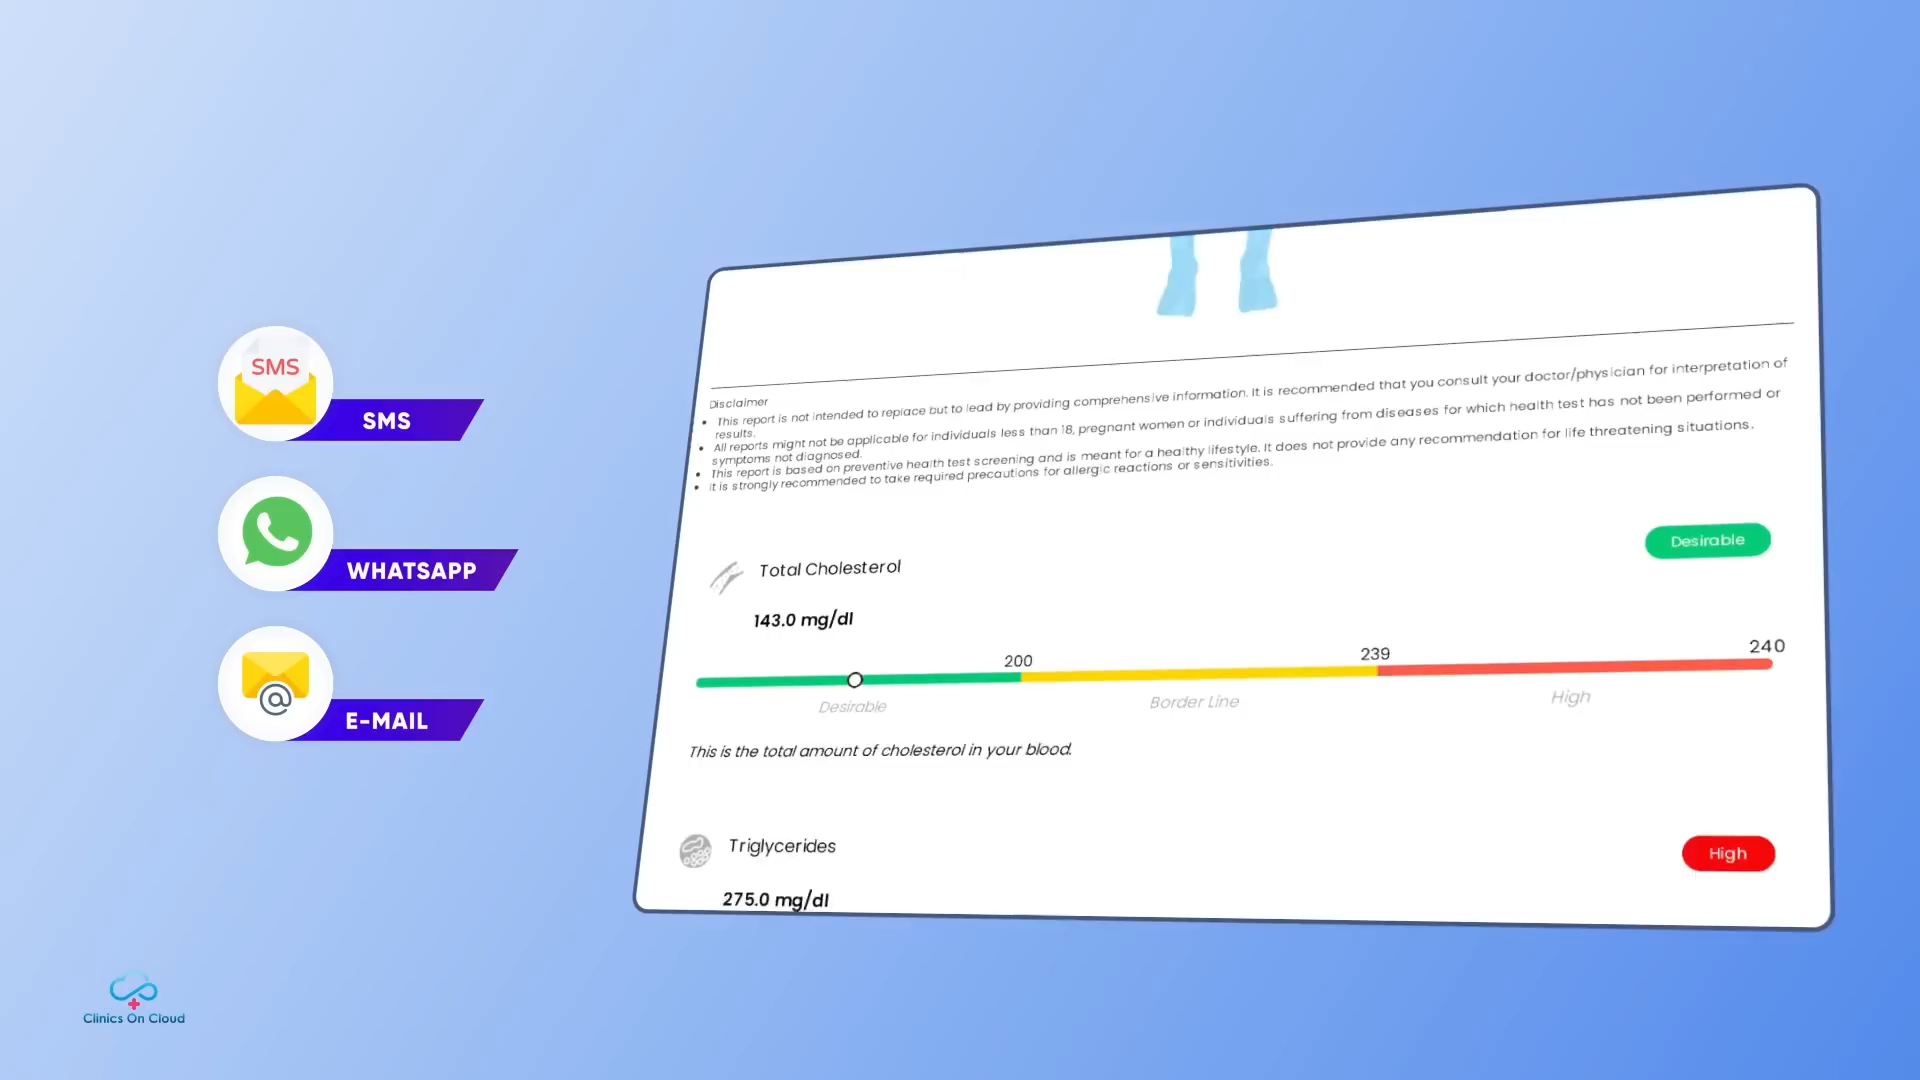 SMS
SMS
WHATSAPP
E-MAIL
Disclaimer
• This report is not intended to replace but to lead by providing comprehensive information. It is recommended that you consult your doctor/physician for interpretation of
results.
• All reports might not be applicable for individuals less than 18, pregnant women or individuals suffering from diseases for which health test has not been performed or
symptoms not diagnosed.
• This report is based on preventive health test screening and is meant for a healthy lifestyle. It does not provide any recommendation for life threatening situations.
• It is strongly recommended to take required precautions for allergic reactions or sensitivities.
Desirable
Total Cholesterol
143.0 mg/dl
200 239 240
Desirable Border Line High
This is the total amount of cholesterol in your blood.
Triglycerides
High
275.0 mg/dl
Clinics On Cloud